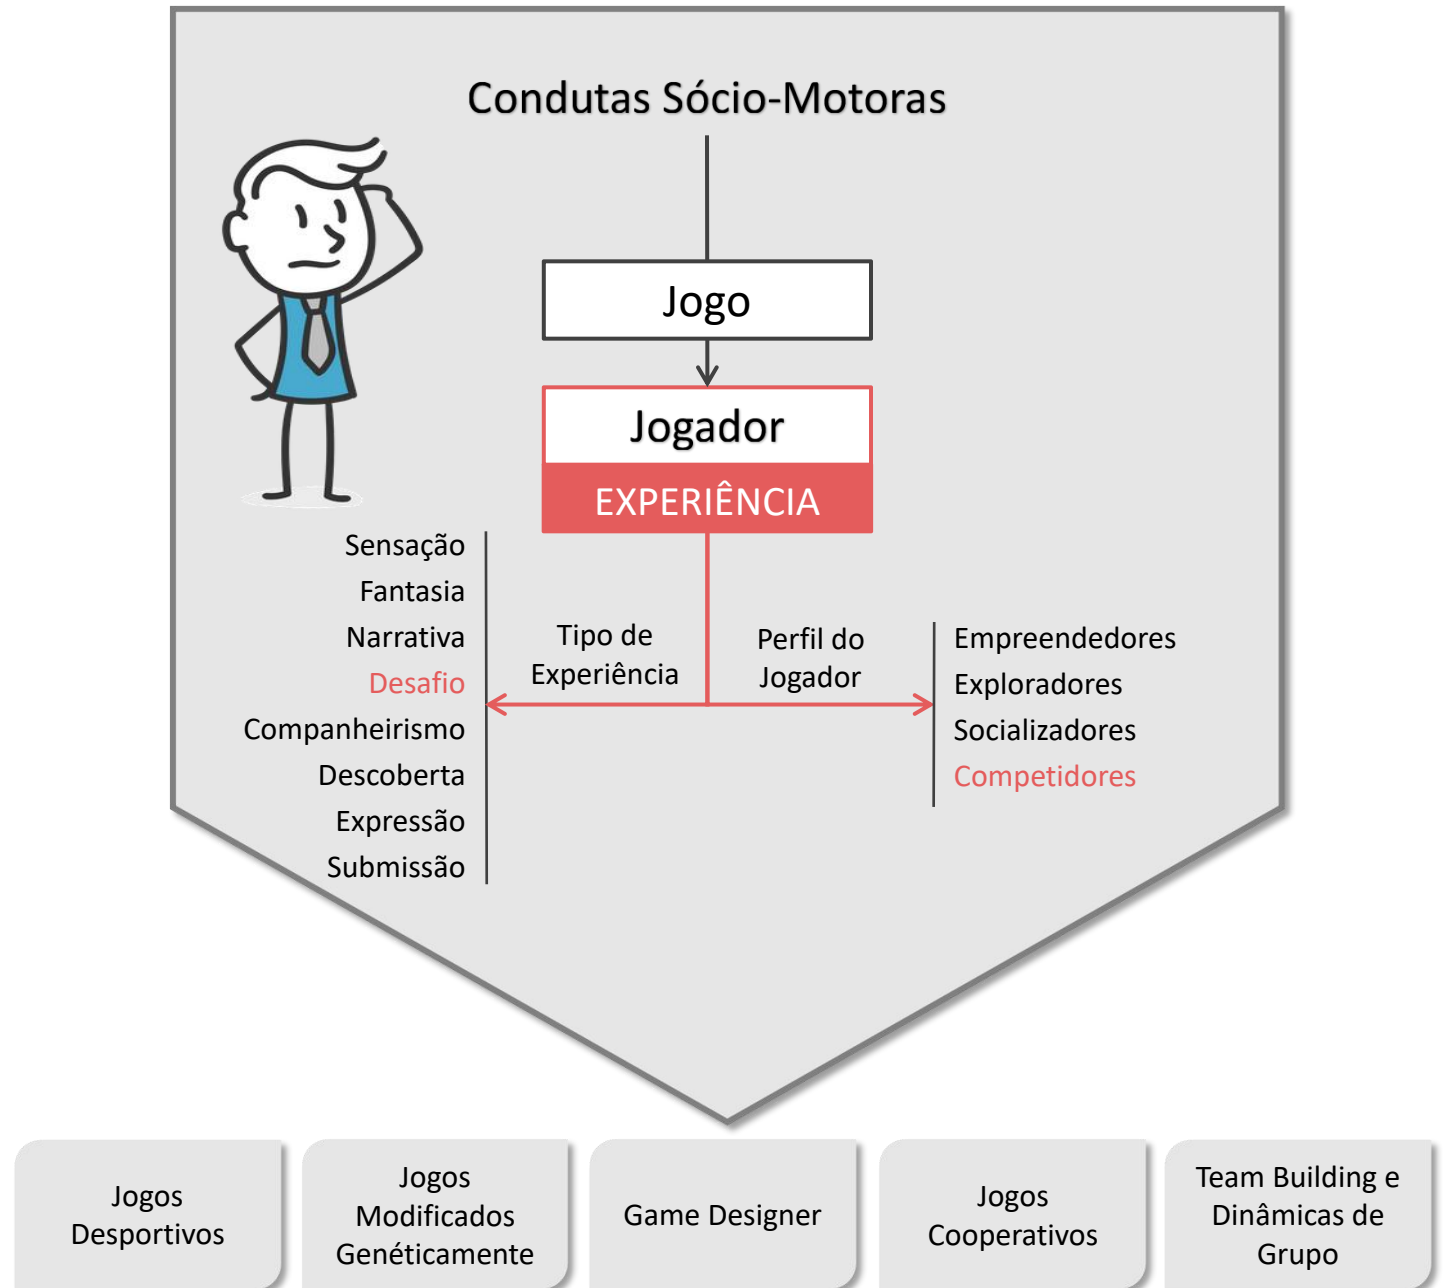 Condutas Sócio-Motoras
Jogo
Jogador
EXPERIÊNCIA
Sensação
Fantasia
Narrativa
Desafio
Companheirismo
Descoberta
Expressão
Submissão
Tipo de
Experiência
Perfil do
Jogador
Empreendedores
Exploradores
Socializadores
Competidores
Jogos
Desportivos
Jogos
Modificados
Genéticamente
Game Designer
Jogos
Cooperativos
Team Building e
Dinâmicas de
Grupo